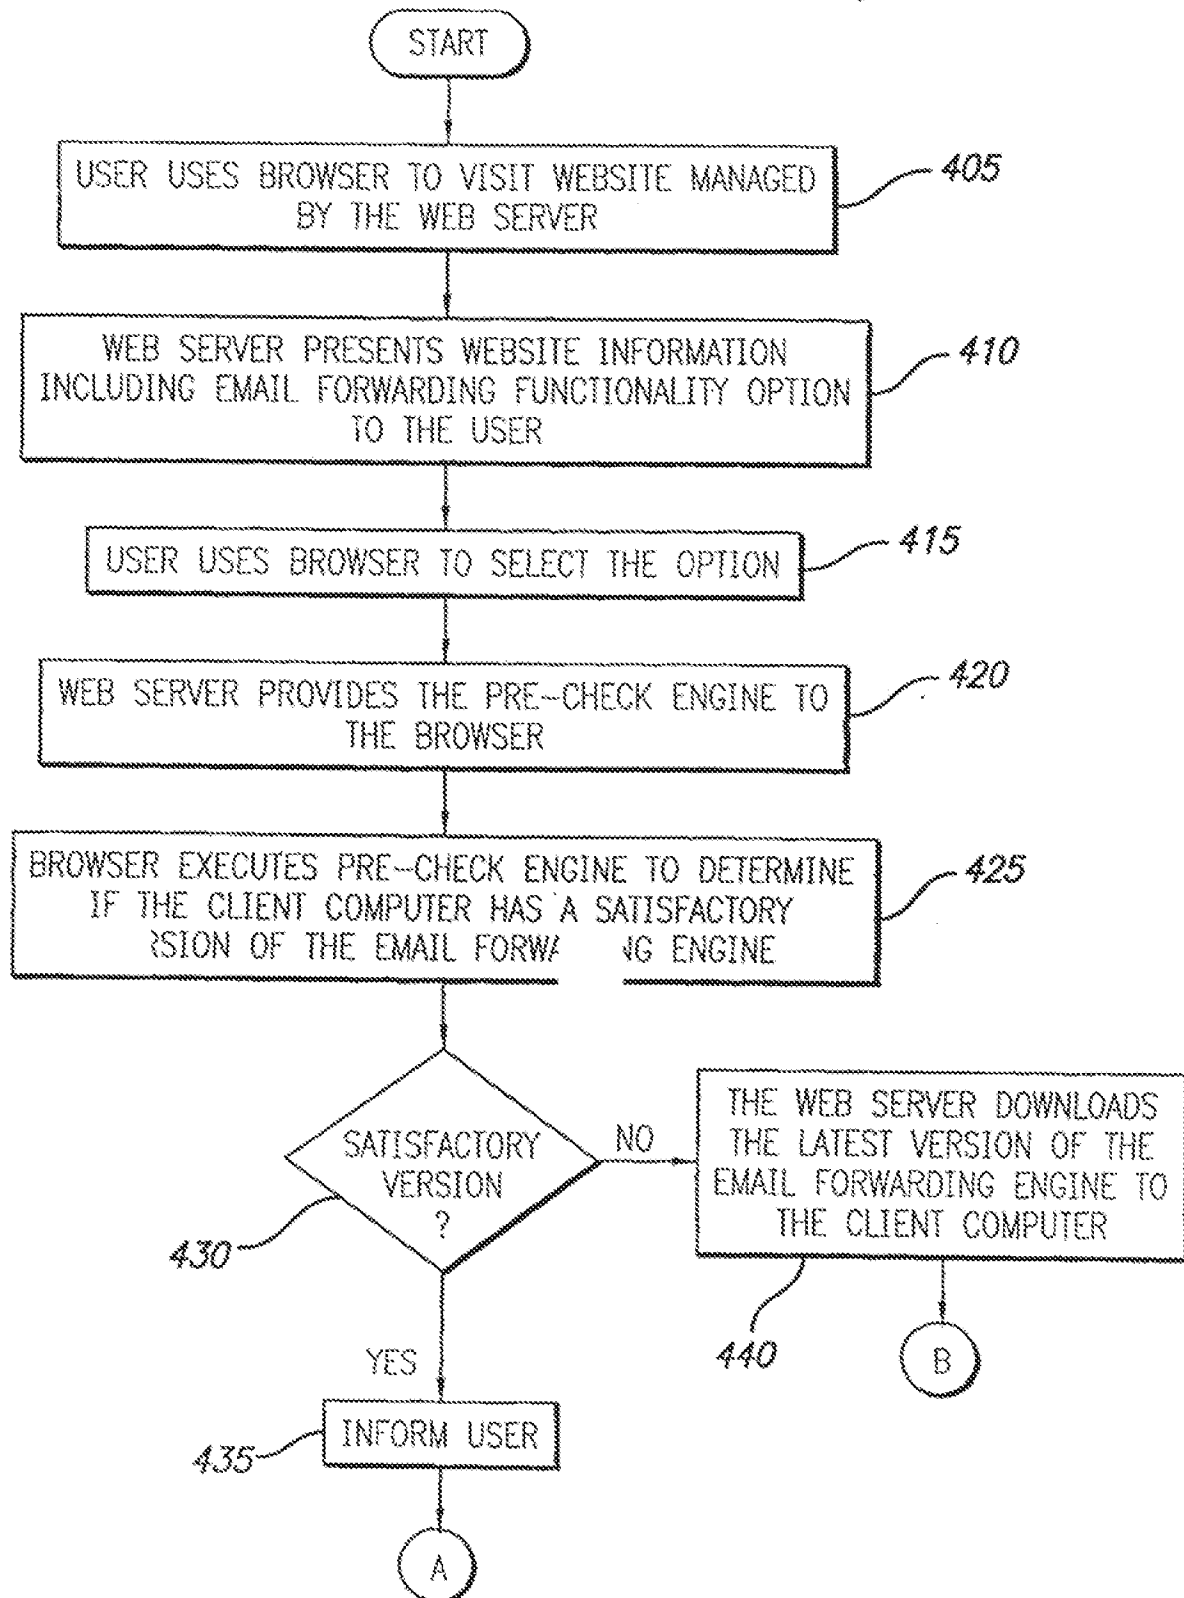 START
USER USES BROWSER TO VISIT WEBSITE MANAGED
BY THE WEB SERVER
405
WEB SERVER PRESENTS WEBSITE INFORMATION
INCLUDING EMAIL FORWARDING FUNCTIONALITY OPTION
TO THE USER
410
USER USES BROWSER TO SELECT THE OPTION
415
WEB SERVER PROVIDES THE PRE-CHECK ENGINE TO
THE BROWSER
420
BROWSER EXECUTES PRE-CHECK ENGINE TO DETERMINE
IF THE CLIENT COMPUTER HAS A SATISFACTORY
OF THE EMAIL ENGINE
425
SATISFACTORY
VERSION
?
430
NO
THE WEB SERVER DOWNLOADS
THE LATEST VERSION OF THE
EMAIL FORWARDING ENGINE TO
THE CLIENT COMPUTER
440
B
YES
INFORM USER
435
A